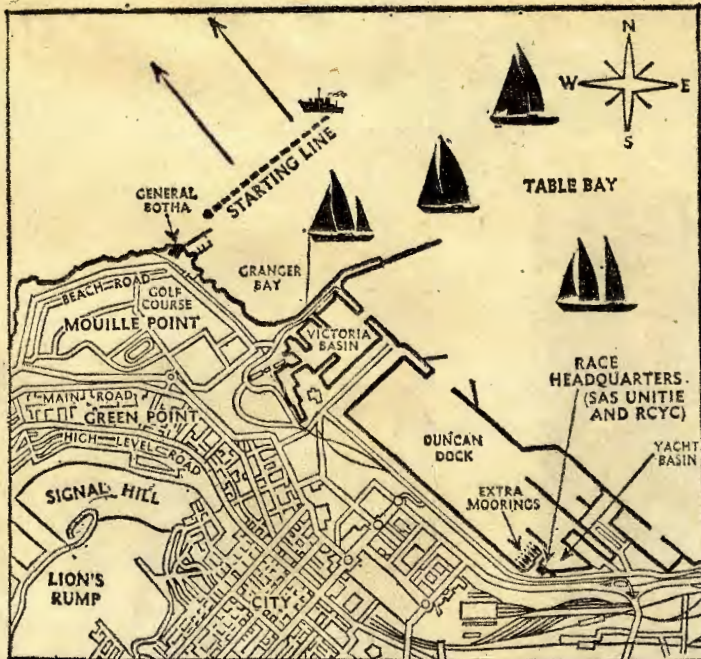 N
W
E
S
STARTING LINE
TABLE BAY
GENERAL
BOTHA
GRANGER
BAY
BEACH ROAD
GOLF
COURSE
MOUILLE POINT
VICTORIA
BASIN
RACE
HEADQUARTERS.
(SAS UNITIE
AND RCYC)
MAIN ROAD
GREEN POINT
HIGH LEVEL ROAD
DUNCAN
DOCK
YACHT
BASIN
EXTRA
MOORINGS
SIGNAL HILL
LION'S
RUMP
CITY